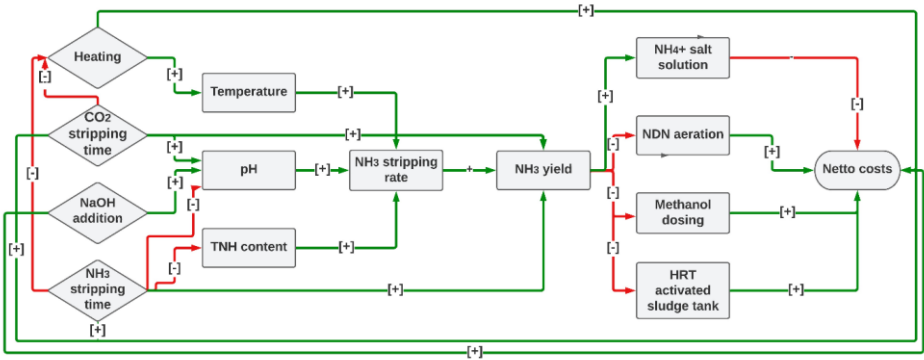 [+]
Heating
[-]
[+]
Temperature
[+]
NH4+ salt
solution
-
[+]
[-]
CO2
stripping
time
[+]
[+]
NDN aeration
[-]
[+]
pH
[+]
NH3 stripping
rate
+
NH3 yield
Netto costs
[-]
[+]
[-]
NaOH
addition
[-]
Methanol
dosing
[+]
[+]
TNH content
[+]
[-]
[-]
NH3
stripping
time
[+]
HRT
activated
sludge tank
[+]
[+]
[+]